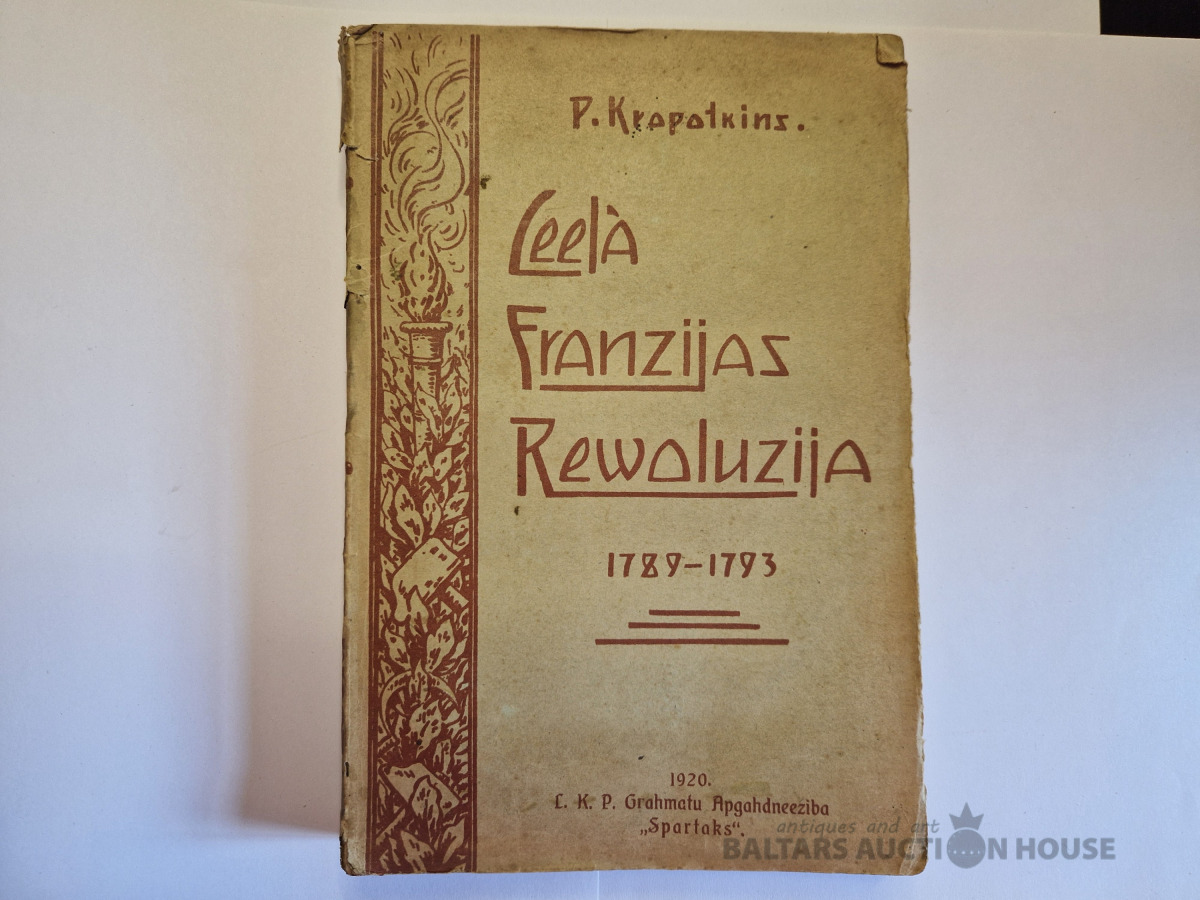 P. Kropotkins.
Leelà
Franzijas
Rewoluzija
1789–1793
1920.
L. K. P. Grahmatu Apgahdneeziba
„Spartaks“.
antiques and art
BALTARS AUCTION HOUSE